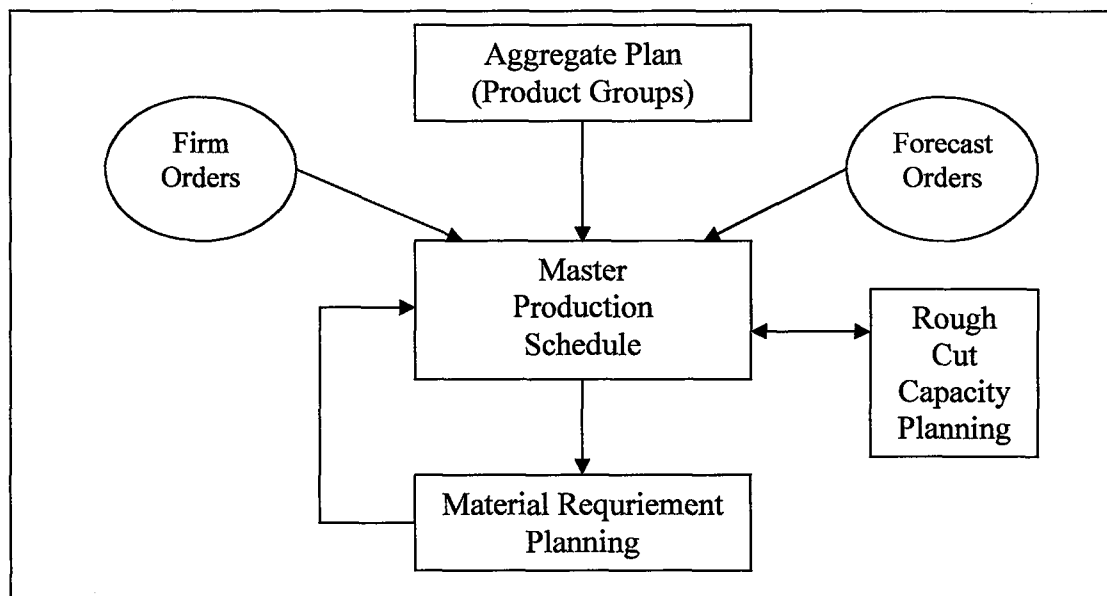 Aggregate Plan
(Product Groups)
Firm
Orders
Forecast
Orders
Master
Production
Schedule
Rough
Cut
Capacity
Planning
Material Requriement
Planning